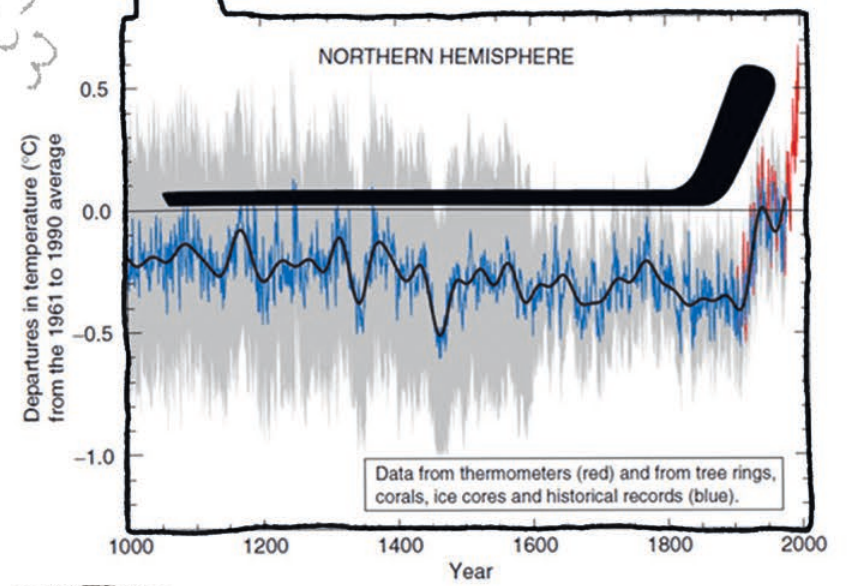 NORTHERN HEMISPHERE
0.5
0.0
−0.5
−1.0
Departures in temperature (°C)
from the 1961 to 1990 average
Data from thermometers (red) and from tree rings,
corals, ice cores and historical records (blue).
1000 1200 1400 1600 1800 2000
Year